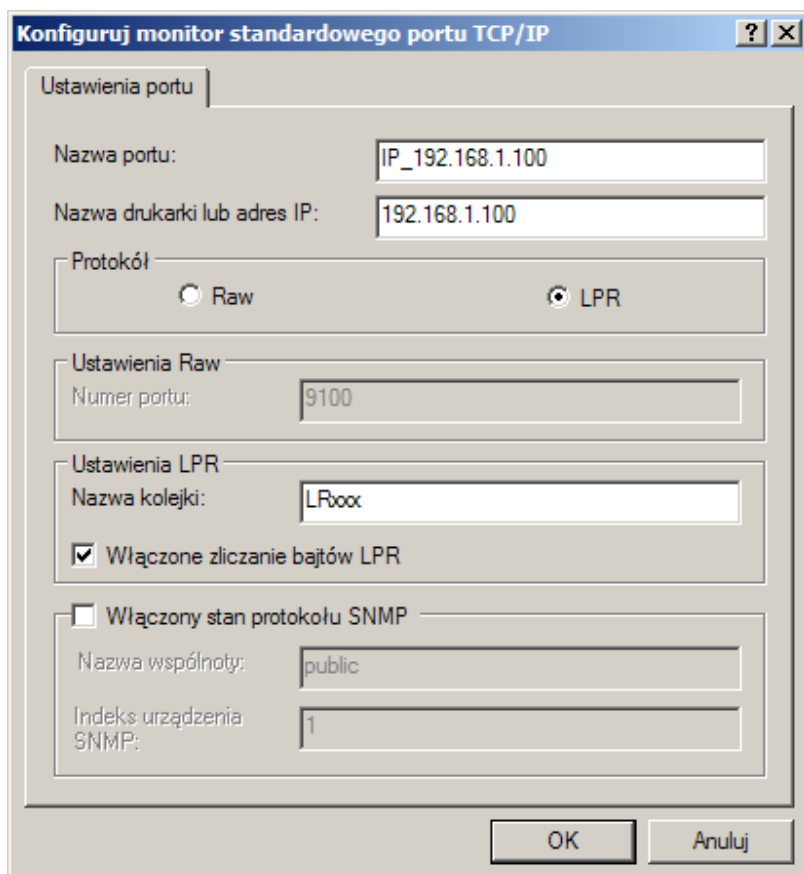 Konfiguruj monitor standardowego portu TCP/IP
Ustawienia portu
Nazwa portu: IP_192.168.1.100
Nazwa drukarki lub adres IP: 192.168.1.100
Protokół
Raw LPR
Ustawienia Raw
Numer portu: 9100
Ustawienia LPR
Nazwa kolejki: LRxxx
Włączone zliczanie bajtów LPR
Włączony stan protokołu SNMP
Nazwa wspólnoty: public
Indeks urządzenia
SNMP: 1
OK Anuluj